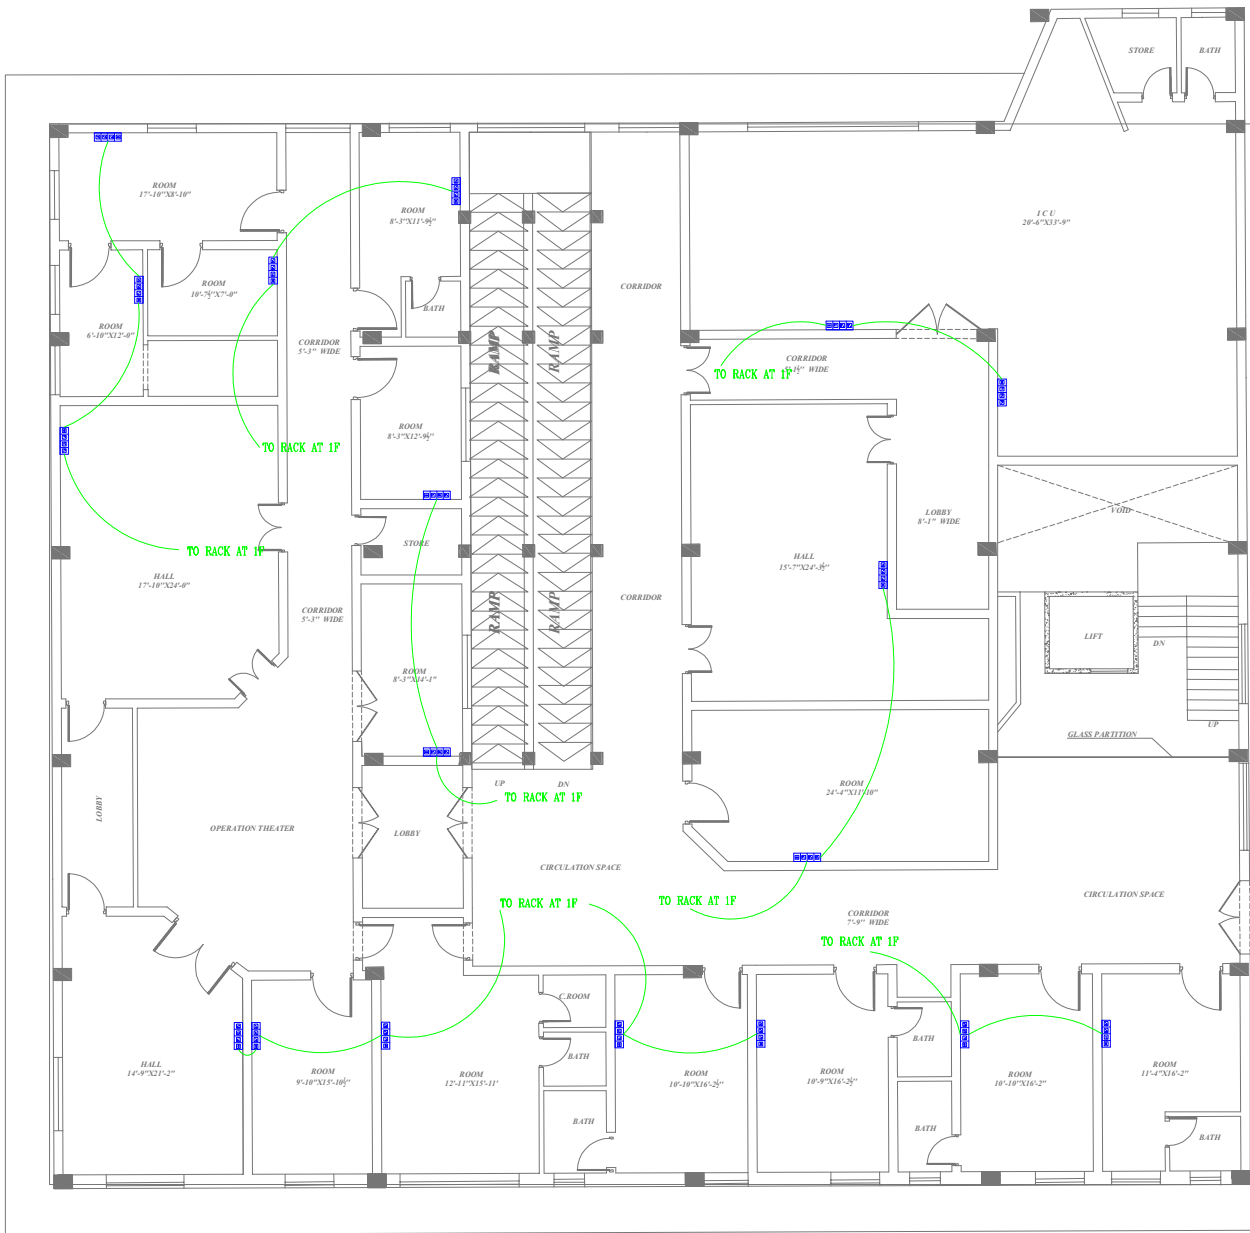 STORE
BATH
ROOM
17'-10"X8'-10"
ROOM
8'-3"X11'-9½"
I C U
20'-6"X33'-9"
ROOM
10'-7½"X7'-0"
CORRIDOR
BATH
ROOM
6'-10"X12'-0"
CORRIDOR
5'-3" WIDE
RAMP
RAMP
CORRIDOR
5'-1½" WIDE
TO RACK AT 1F
ROOM
8'-3"X12'-9½"
TO RACK AT 1F
LOBBY
8'-1" WIDE
VOID
STORE
TO RACK AT 1F
HALL
15'-7"X24'-3½"
HALL
17'-10"X24'-0"
CORRIDOR
5'-3" WIDE
RAMP
RAMP
CORRIDOR
LIFT
DN
ROOM
8'-3"X14'-1"
UP
GLASS PARTITION
UP
DN
ROOM
24'-4"X11'-10"
TO RACK AT 1F
LOBBY
OPERATION THEATER
LOBBY
CIRCULATION SPACE
CIRCULATION SPACE
TO RACK AT 1F
TO RACK AT 1F
CORRIDOR
7'-9" WIDE
TO RACK AT 1F
C.ROOM
BATH
BATH
HALL
14'-9"X21'-2"
ROOM
9'-10"X15'-10½"
ROOM
12'-11"X15'-11'
ROOM
10'-10"X16'-2½"
ROOM
10'-9"X16'-2½"
ROOM
10'-10"X16'-2"
ROOM
11'-4"X16'-2"
BATH
BATH
BATH